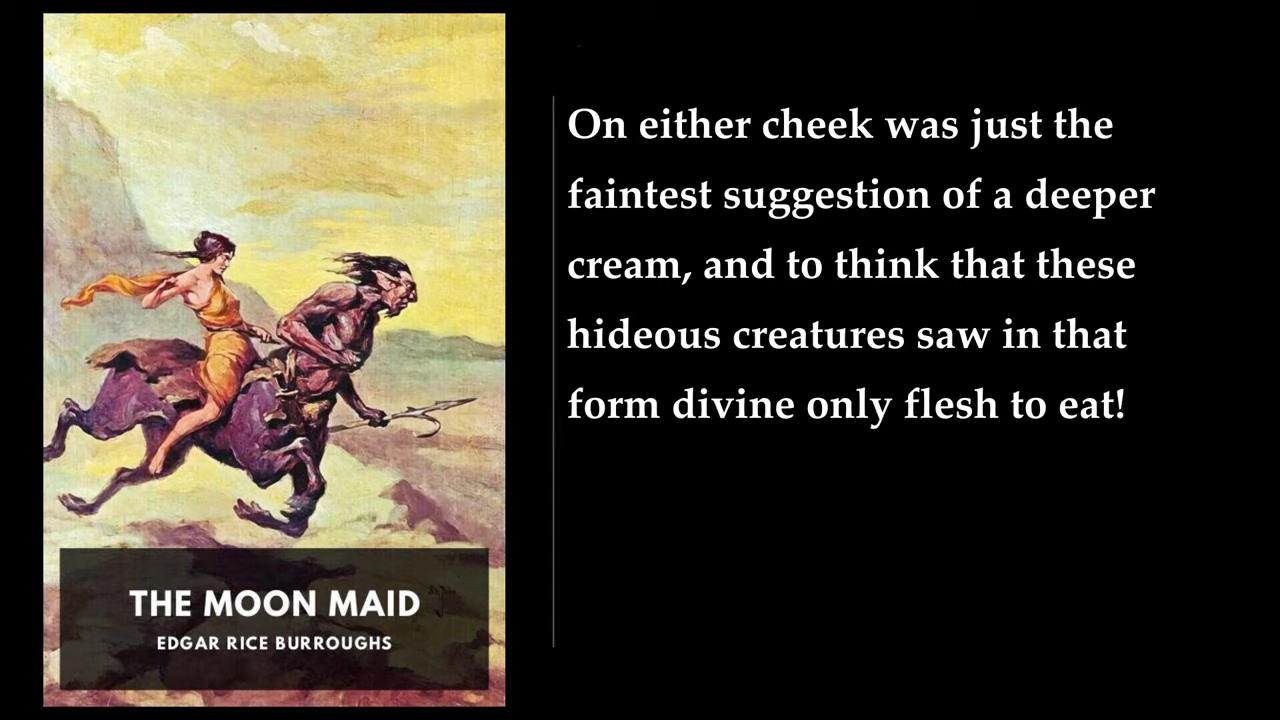 On either cheek was just the
faintest suggestion of a deeper
cream, and to think that these
hideous creatures saw in that
form divine only flesh to eat!
THE MOON MAID
EDGAR RICE BURROUGHS